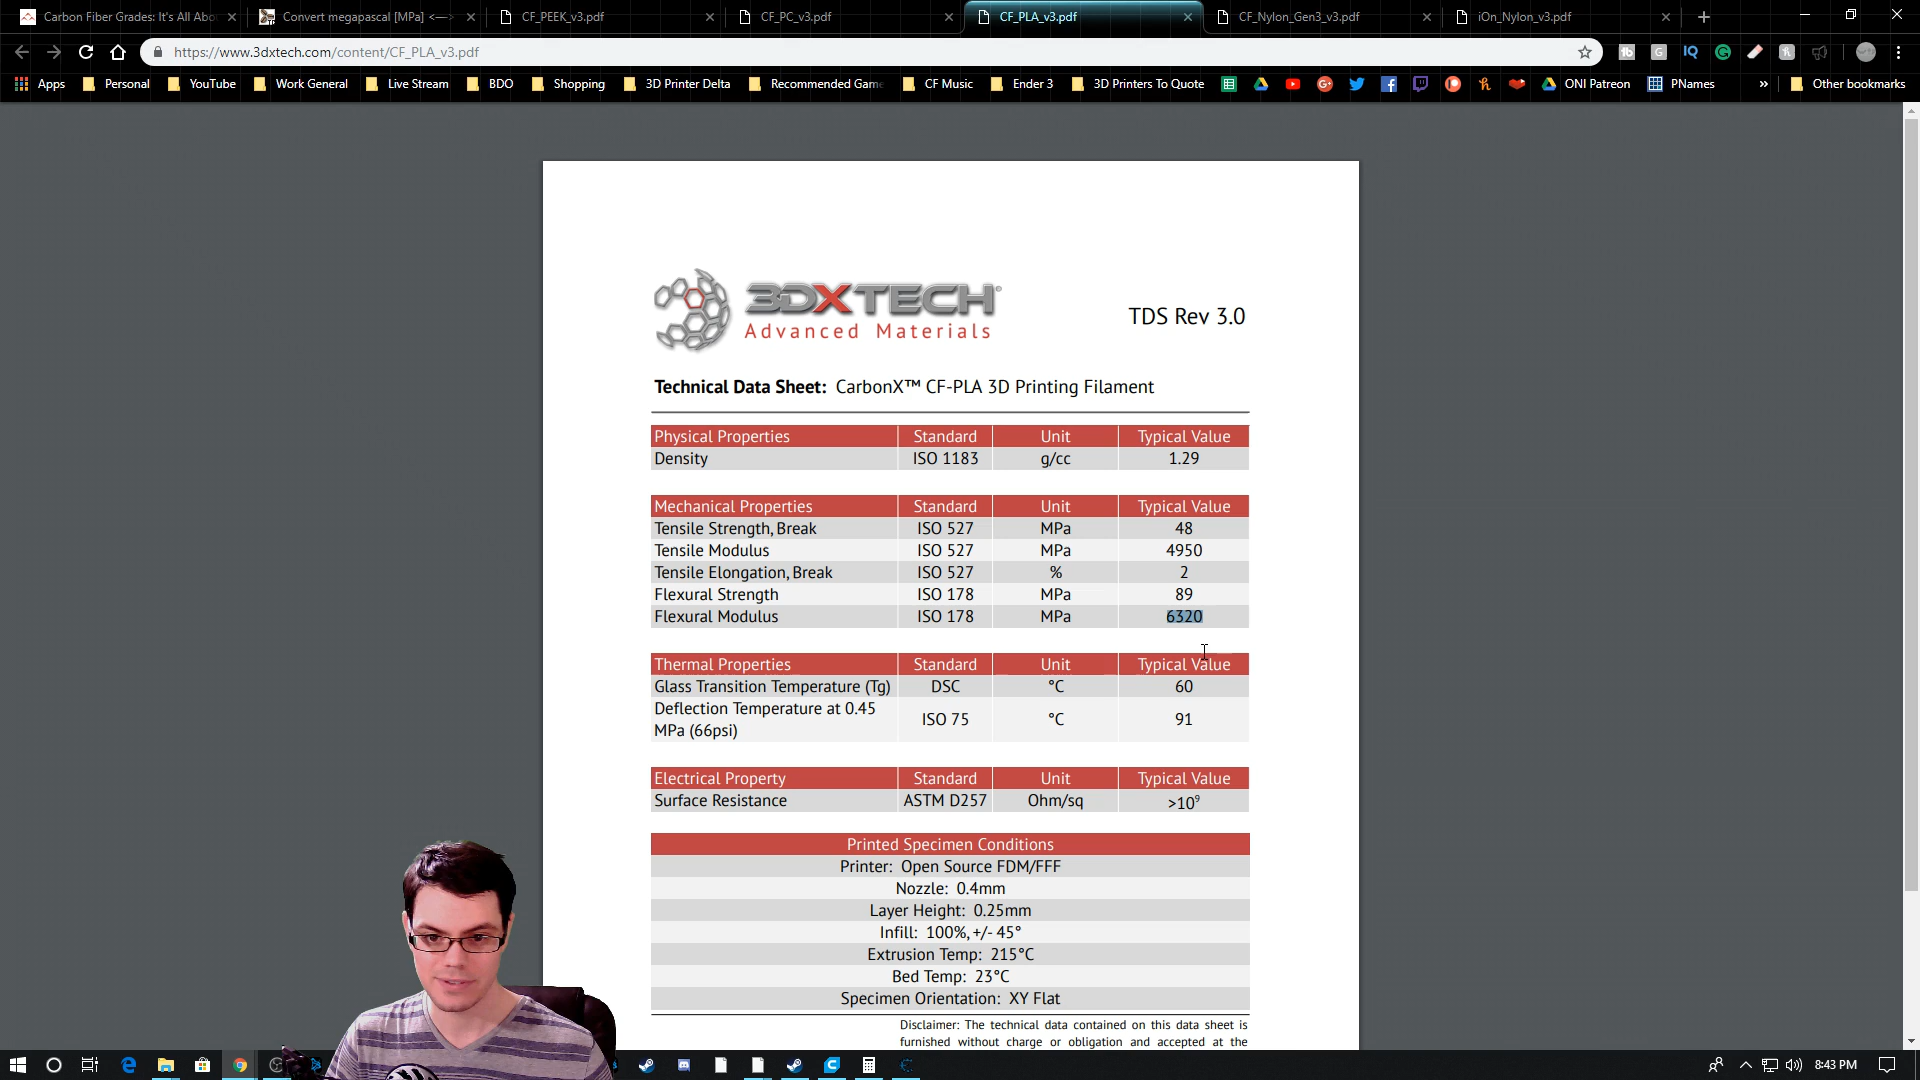 Carbon Fiber Grades: It's All Abo
Convert megapascal [MPa] <—>
CF_PEEK_v3.pdf
CF_PC_v3.pdf
CF_PLA_v3.pdf
CF_Nylon_Gen3_v3.pdf
iOn_Nylon_v3.pdf
https://www.3dxtech.com/content/CF_PLA_v3.pdf
Apps Personal YouTube Work General Live Stream BDO Shopping 3D Printer Delta Recommended Game CF Music Ender 3 3D Printers To Quote ONI Patreon PNames » Other bookmarks
3DXTECH®
Advanced Materials
TDS Rev 3.0
Technical Data Sheet: CarbonX™ CF-PLA 3D Printing Filament
Physical Properties Standard Unit Typical Value
Density ISO 1183 g/cc 1.29
Mechanical Properties Standard Unit Typical Value
Tensile Strength, Break ISO 527 MPa 48
Tensile Modulus ISO 527 MPa 4950
Tensile Elongation, Break ISO 527 % 2
Flexural Strength ISO 178 MPa 89
Flexural Modulus ISO 178 MPa 6320
Thermal Properties Standard Unit Typical Value
Glass Transition Temperature (Tg) DSC °C 60
Deflection Temperature at 0.45
MPa (66psi) ISO 75 °C 91
Electrical Property Standard Unit Typical Value
Surface Resistance ASTM D257 Ohm/sq >10⁹
Printed Specimen Conditions
Printer: Open Source FDM/FFF
Nozzle: 0.4mm
Layer Height: 0.25mm
Infill: 100%, +/- 45°
Extrusion Temp: 215°C
Bed Temp: 23°C
Specimen Orientation: XY Flat
Disclaimer: The technical data contained on this data sheet is
furnished without charge or obligation and accepted at the
8:43 PM